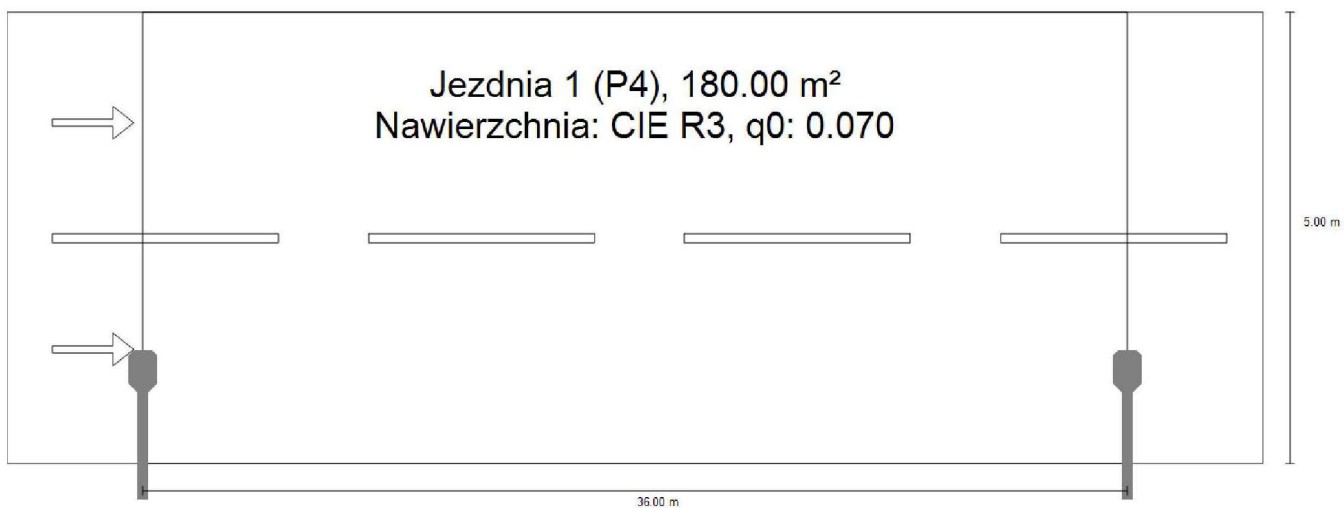 Jezdnia 1 (P4), 180.00 m²
Nawierzchnia: CIE R3, q0: 0.070
5.00 m
36.00 m